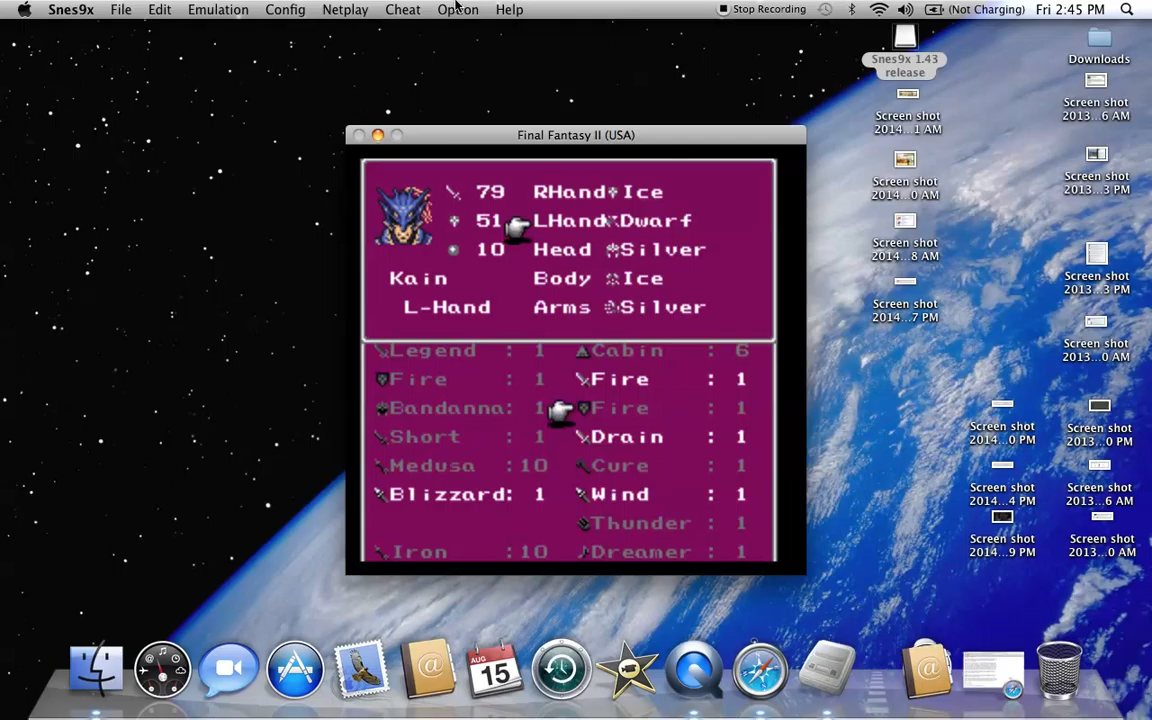 Snes9x File Edit Emulation Config Netplay Cheat Option Help Stop Recording (Not Charging) Fri 2:45 PM
Snes9x 1.43
release
Downloads
Screen shot
2014...1 AM
Screen shot
2013...6 AM
Screen shot
2014...0 AM
Screen shot
2013...3 PM
Screen shot
2014...8 AM
Screen shot
2013...3 PM
Screen shot
2014...7 PM
Screen shot
2013...0 AM
Screen shot
2014...0 PM
Screen shot
2013...0 PM
Screen shot
2014...4 PM
Screen shot
2013...6 AM
Screen shot
2014...9 PM
Screen shot
2013...0 AM
Final Fantasy II (USA)
79 RHand Ice
51 LHand Dwarf
10 Head Silver
Kain Body Ice
L-Hand Arms Silver
Legend : 1 Cabin : 6
Fire : 1 Fire : 1
Bandanna: 1 Fire : 1
Short : 1 Drain : 1
Medusa :10 Cure : 1
Blizzard: 1 Wind : 1
Thunder : 1
Iron :10 Dreamer : 1
AUG
15